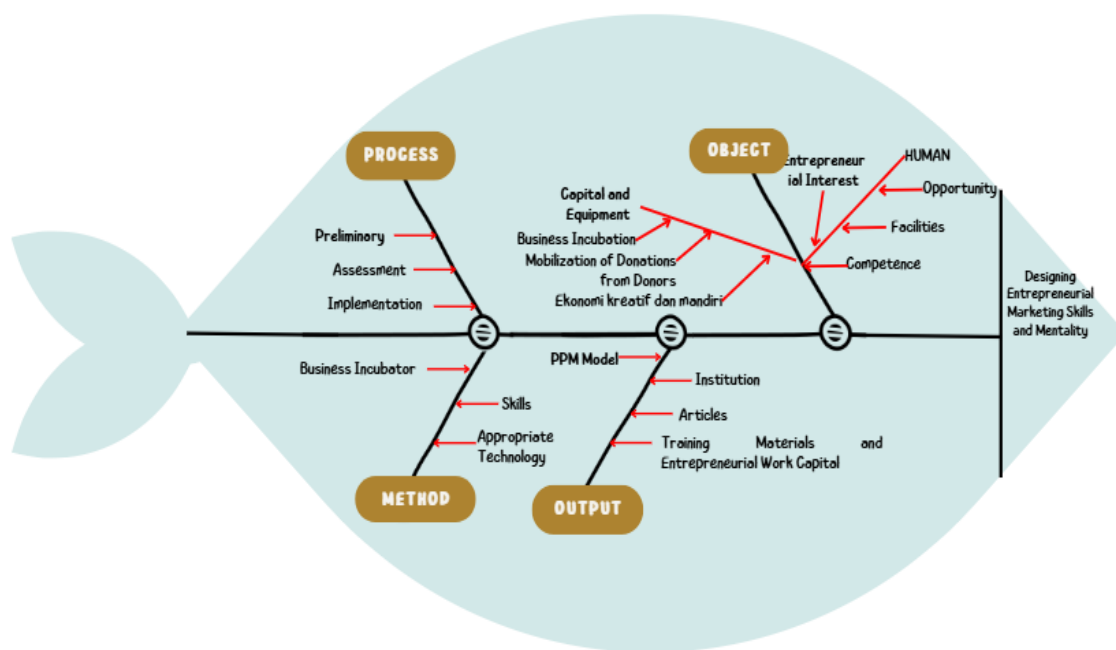 PROCESS
Preliminary
Assessment
Implementation
OBJECT
Entrepreneur
ial Interest
HUMAN
Opportunity
Facilities
Competence
Capital and
Equipment
Business Incubation
Mobilization of Donations
from Donors
Ekonomi kreatif dan mandiri
Designing
Entrepreneurial
Marketing Skills
and Mentality
Business Incubator
Skills
Appropriate
Technology
METHOD
PPM Model
Institution
Articles
Training Materials and
Entrepreneurial Work Capital
OUTPUT